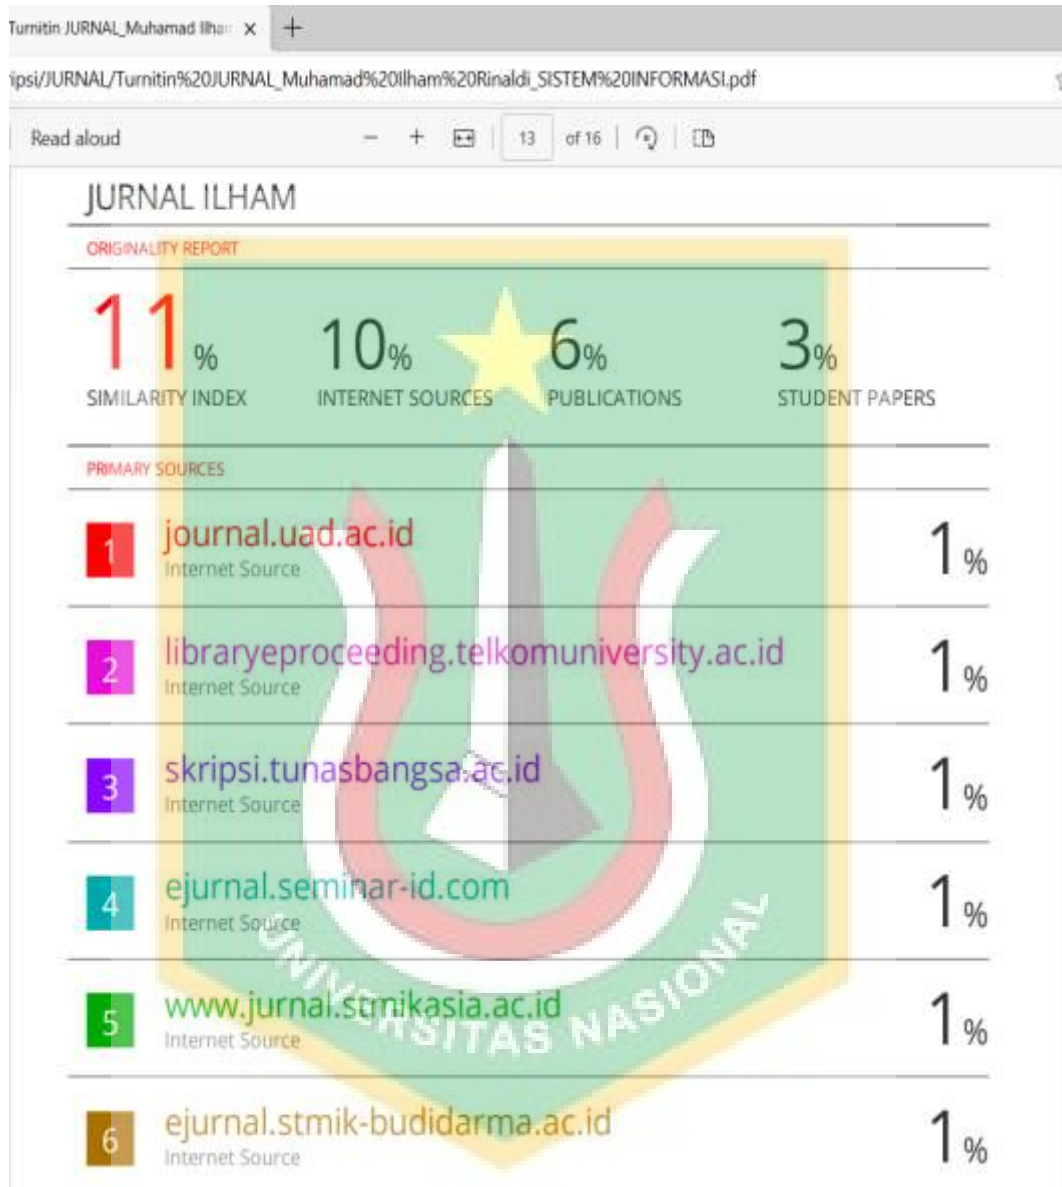 Turnitin JURNAL_Muhamad Ilha
ripsi/JURNAL/Turnitin%20JURNAL_Muhamad%20Ilham%20Rinaldi_SISTEM%20INFORMASI.pdf
Read aloud
13 of 16
JURNAL ILHAM
ORIGINALITY REPORT
11% 10% 6% 3%
SIMILARITY INDEX INTERNET SOURCES PUBLICATIONS STUDENT PAPERS
PRIMARY SOURCES
1 journal.uad.ac.id 1%
Internet Source
2 libraryeproceeding.telkomuniversity.ac.id 1%
Internet Source
3 skripsi.tunasbangsa.ac.id 1%
Internet Source
4 ejurnal.seminar-id.com 1%
Internet Source
5 www.jurnal.stmikasia.ac.id 1%
Internet Source
6 ejurnal.stmik-budidarma.ac.id 1%
Internet Source
UNIVERSITAS NASIONAL